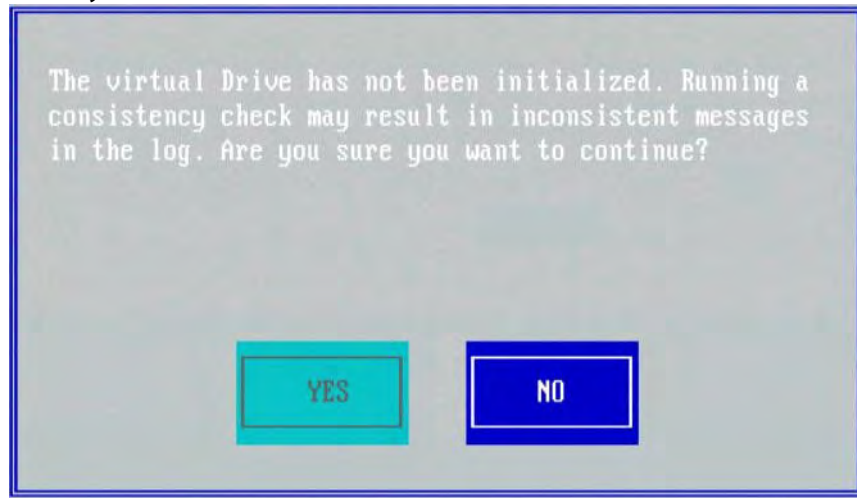 The virtual Drive has not been initialized. Running a
consistency check may result in inconsistent messages
in the log. Are you sure you want to continue?
YES
NO